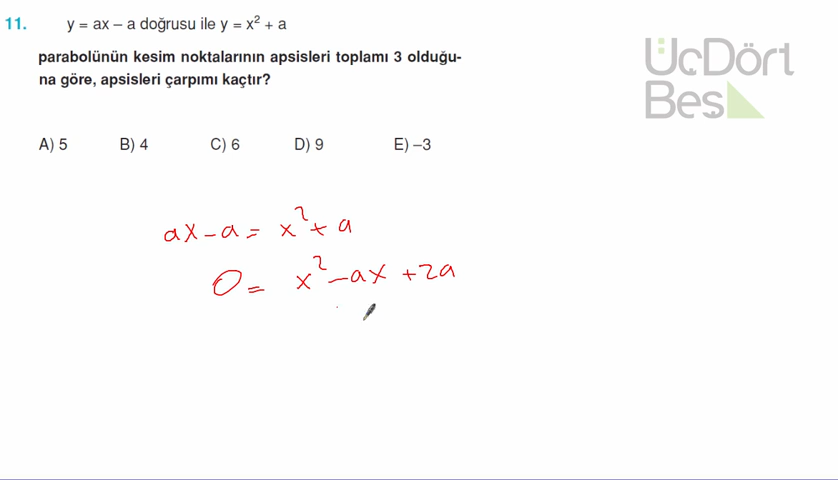 11. y = ax – a doğrusu ile y = x² + a
parabolünün kesim noktalarının apsisleri toplamı 3 olduğu-
na göre, apsisleri çarpımı kaçtır?
A) 5 B) 4 C) 6 D) 9 E) –3
ax – a = x² + a
0 = x² – ax + 2a
ÜçDört
Beş